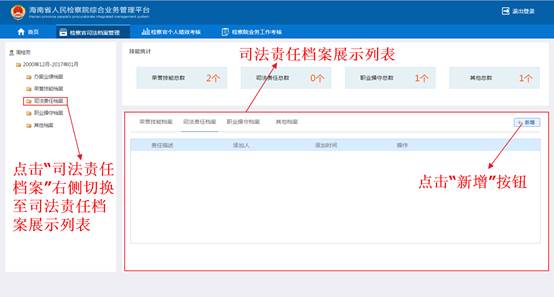 海南省人民检察院综合业务管理平台
Hainan province people's procuratorate integrated management system
退出登录
首页
检察官司法档案管理
检察官个人绩效考核
检察院业务工作考核
2000年12月-2017年01月
办案业绩档案
荣誉技能档案
司法责任档案
职业操守档案
其他档案
点击“司法责任
档案”右侧切换
至司法责任档
案展示列表
技能统计
司法责任档案展示列表
荣誉技能总数 2个
司法责任总数 0个
职业操守总数 1个
其他总数 1个
荣誉技能档案 司法责任档案 职业操守档案 其他档案
新增
责任描述 添加人 添加时间 操作
点击“新增”按钮